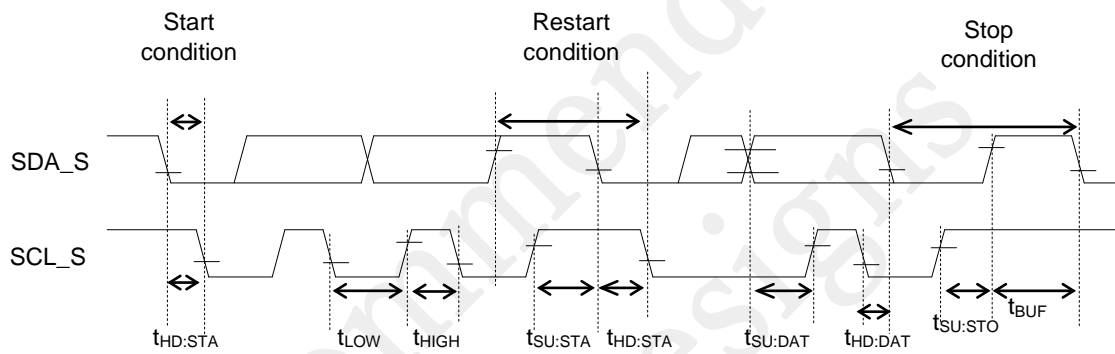 Start
condition
Restart
condition
Stop
condition
SDA_S
SCL_S
tHD:STA
tLOW
tHIGH
tSU:STA
tHD:STA
tSU:DAT
tHD:DAT
tSU:STO
tBUF